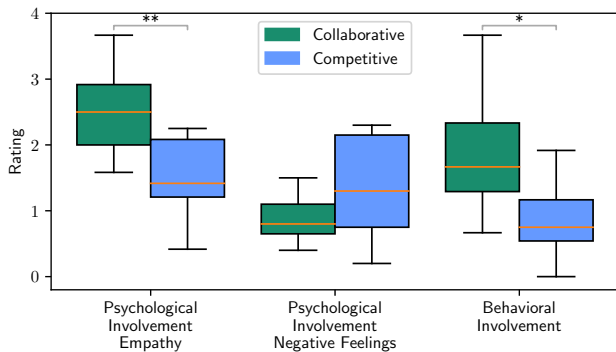 4
3
2
1
0
Rating
**
*
Collaborative
Competitive
Psychological
Involvement
Empathy
Psychological
Involvement
Negative Feelings
Behavioral
Involvement